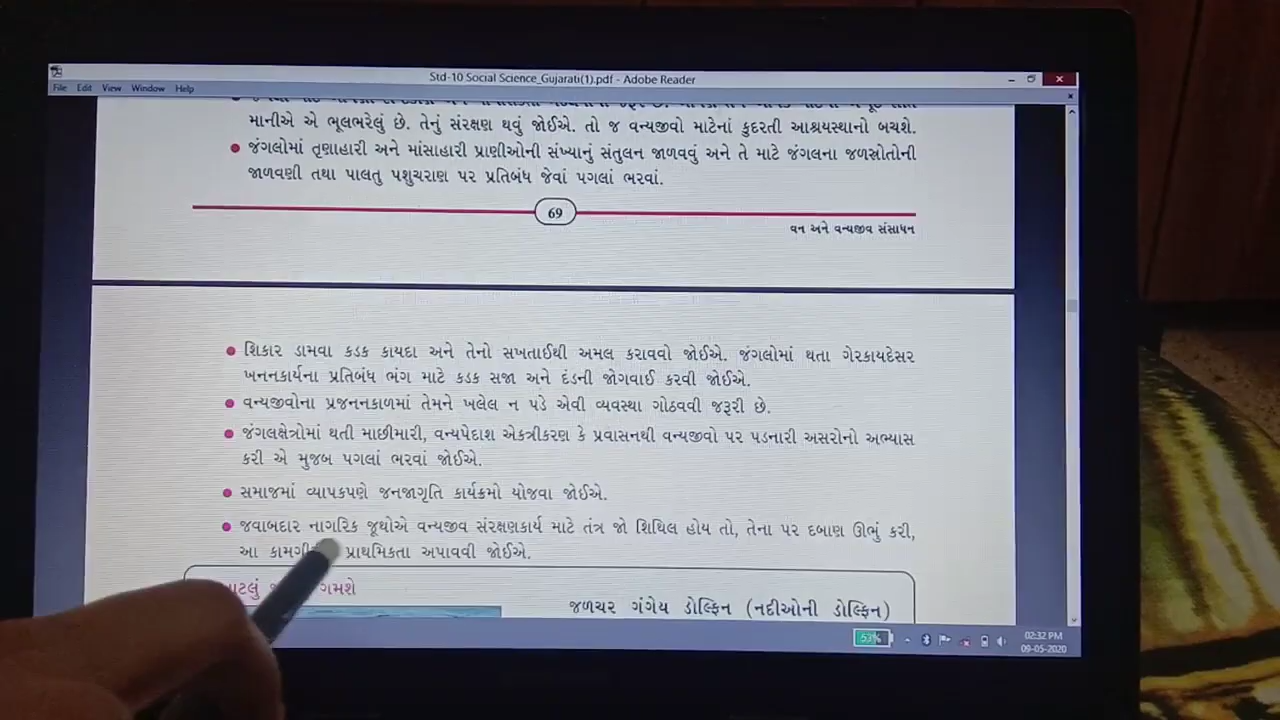 Std-10 Social Science_Gujarati(1).pdf - Adobe Reader
File Edit View Window Help
માનીએ એ ભૂલભરેલું છે. તેનું સંરક્ષણ થવું જોઈએ. તો જ વન્યજીવો માટેનાં કુદરતી આશ્રયસ્થાનો બચશે.
● જંગલોમાં તૃણાહારી અને માંસાહારી પ્રાણીઓની સંખ્યાનું સંતુલન જાળવવું અને તે માટે જંગલના જળસ્રોતોની
જાળવણી તથા પાલતુ પશુચરાણ પર પ્રતિબંધ જેવાં પગલાં ભરવાં.
69
વન અને વન્યજીવ સંસાધન
● શિકાર ડામવા કડક કાયદા અને તેનો સખતાઈથી અમલ કરાવવો જોઈએ. જંગલોમાં થતા ગેરકાયદેસર
ખનનકાર્યના પ્રતિબંધ ભંગ માટે કડક સજા અને દંડની જોગવાઈ કરવી જોઈએ.
● વન્યજીવોના પ્રજનનકાળમાં તેમને ખલેલ ન પડે એવી વ્યવસ્થા ગોઠવવી જરૂરી છે.
● જંગલક્ષેત્રોમાં થતી માછીમારી, વન્યપેદાશ એકત્રીકરણ કે પ્રવાસનથી વન્યજીવો પર પડનારી અસરોનો અભ્યાસ
કરી એ મુજબ પગલાં ભરવાં જોઈએ.
● સમાજમાં વ્યાપકપણે જનજાગૃતિ કાર્યક્રમો યોજવા જોઈએ.
● જવાબદાર નાગરિક જૂથોએ વન્યજીવ સંરક્ષણકાર્ય માટે તંત્ર જો શિથિલ હોય તો, તેના પર દબાણ ઊભું કરી,
આ પ્રાથમિકતા અપાવવી જોઈએ.
ગમશે
જળચર ગંગેય ડોલ્ફિન (નદીઓની ડોલ્ફિન)
53%
02:32 PM
09-05-2020